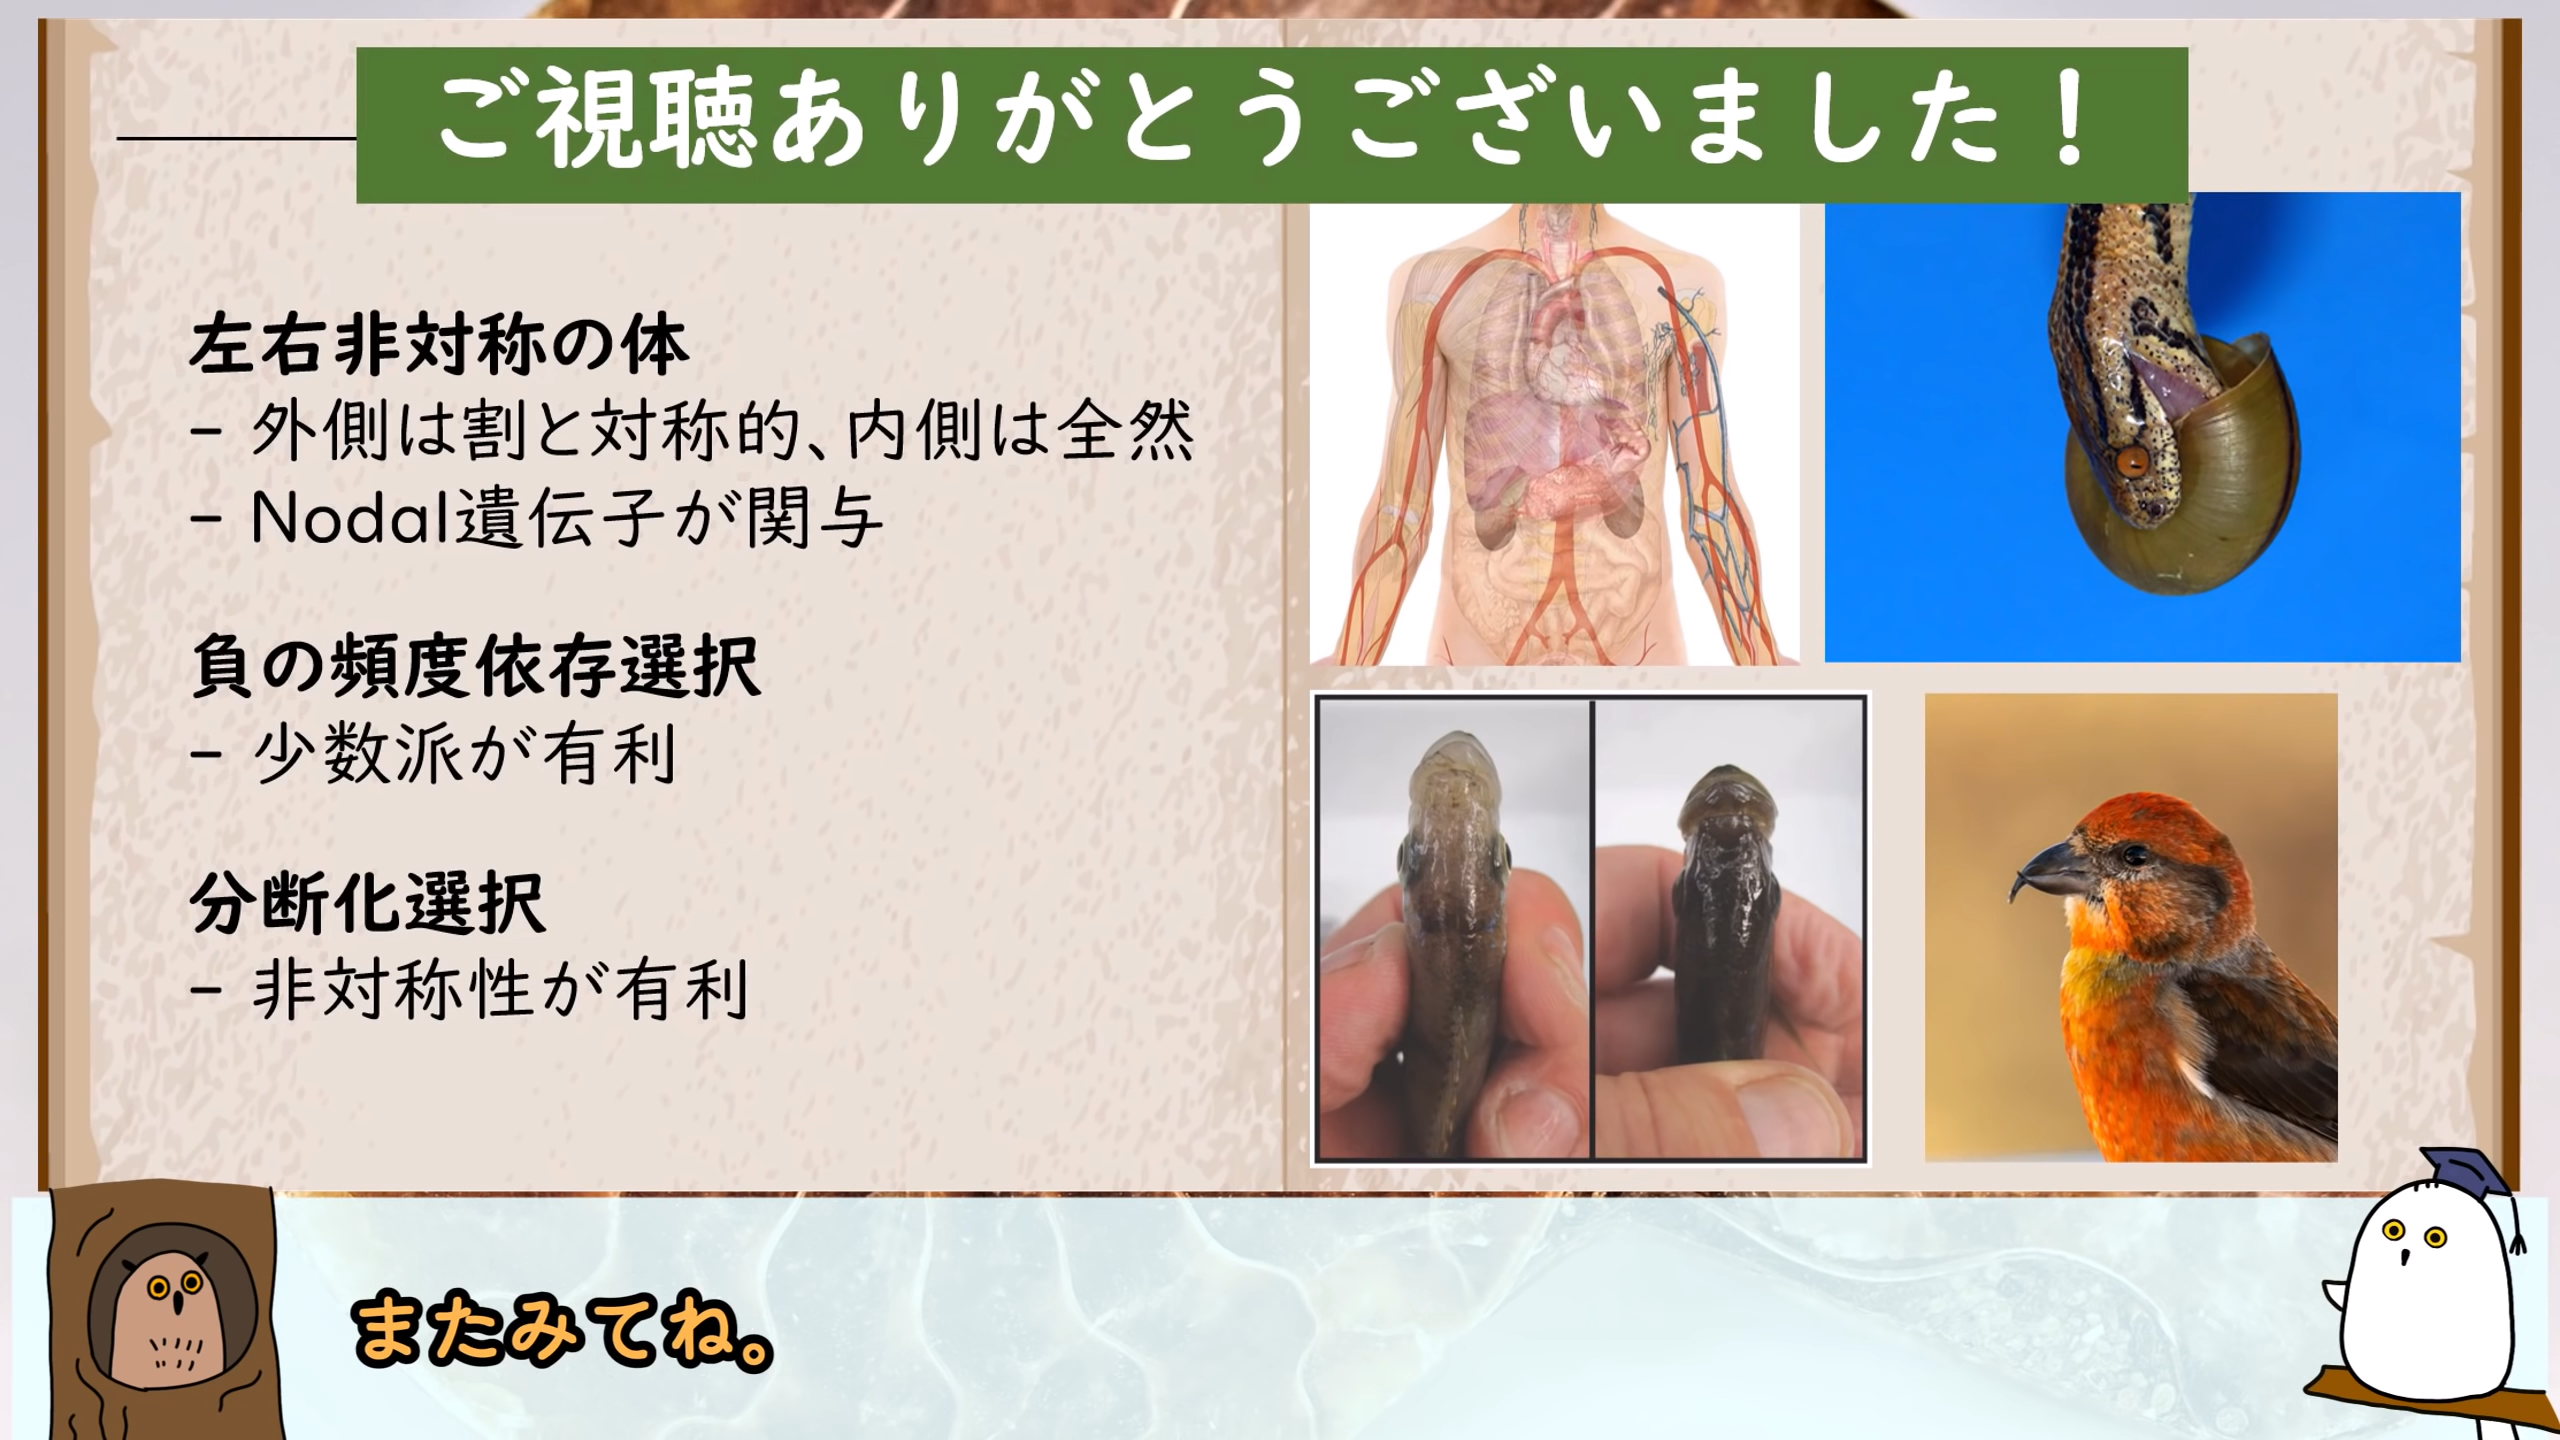 ご視聴ありがとうございました！
左右非対称の体
– 外側は割と対称的、内側は全然
– Nodal遺伝子が関与
負の頻度依存選択
– 少数派が有利
分断化選択
– 非対称性が有利
またみてね。